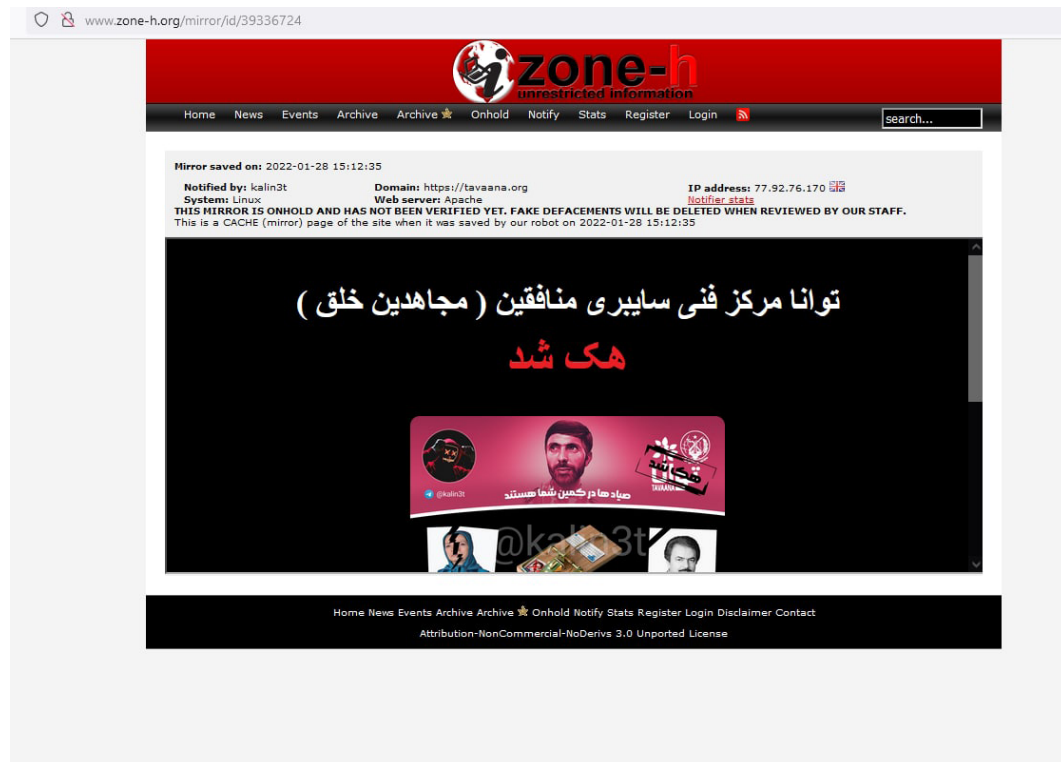 www.zone-h.org/mirror/id/39336724
zone-h
unrestricted information
Home News Events Archive Archive Onhold Notify Stats Register Login
search...
Mirror saved on: 2022-01-28 15:12:35
Notified by: kalin3t Domain: https://tavaana.org IP address: 77.92.76.170
System: Linux Web server: Apache Notifier stats
THIS MIRROR IS ONHOLD AND HAS NOT BEEN VERIFIED YET. FAKE DEFACEMENTS WILL BE DELETED WHEN REVIEWED BY OUR STAFF.
This is a CACHE (mirror) page of the site when it was saved by our robot on 2022-01-28 15:12:35
توانا مرکز فنی سایبری منافقین ( مجاهدین خلق )
هک شد
هک شد
TAVAANA
@kalin3t
صیاد ها در کمین شما هستند
@kalin3t
Home News Events Archive Archive Onhold Notify Stats Register Login Disclaimer Contact
Attribution-NonCommercial-NoDerivs 3.0 Unported License